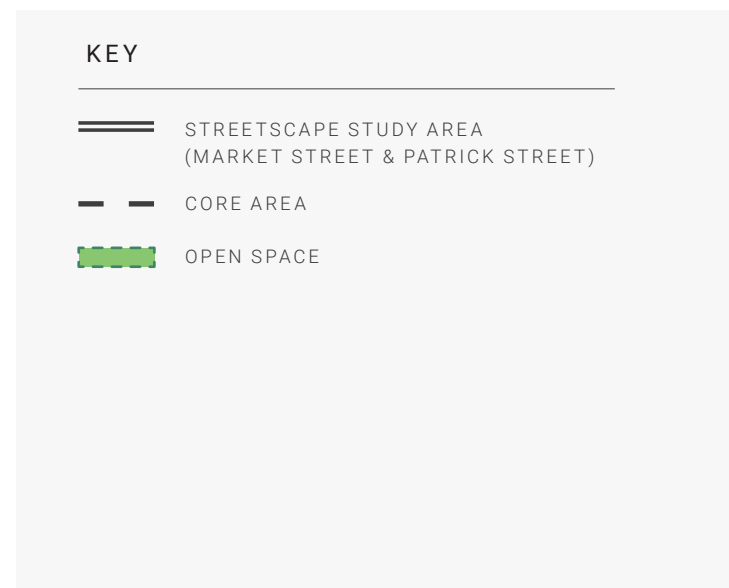 KEY
STREETSCAPE STUDY AREA
(MARKET STREET & PATRICK STREET)
CORE AREA
OPEN SPACE